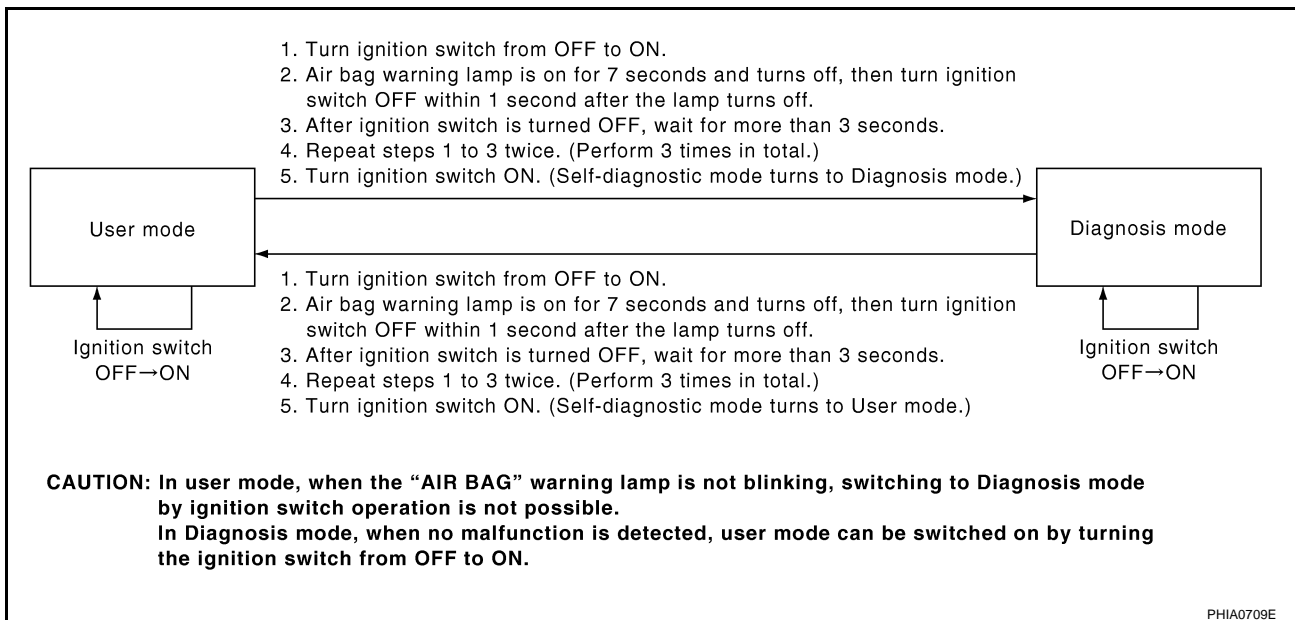 1. Turn ignition switch from OFF to ON.
2. Air bag warning lamp is on for 7 seconds and turns off, then turn ignition
switch OFF within 1 second after the lamp turns off.
3. After ignition switch is turned OFF, wait for more than 3 seconds.
4. Repeat steps 1 to 3 twice. (Perform 3 times in total.)
5. Turn ignition switch ON. (Self-diagnostic mode turns to Diagnosis mode.)
User mode
Diagnosis mode
1. Turn ignition switch from OFF to ON.
2. Air bag warning lamp is on for 7 seconds and turns off, then turn ignition
switch OFF within 1 second after the lamp turns off.
3. After ignition switch is turned OFF, wait for more than 3 seconds.
4. Repeat steps 1 to 3 twice. (Perform 3 times in total.)
5. Turn ignition switch ON. (Self-diagnostic mode turns to User mode.)
Ignition switch
OFF→ON
Ignition switch
OFF→ON
CAUTION: In user mode, when the “AIR BAG” warning lamp is not blinking, switching to Diagnosis mode
by ignition switch operation is not possible.
In Diagnosis mode, when no malfunction is detected, user mode can be switched on by turning
the ignition switch from OFF to ON.
PHIA0709E